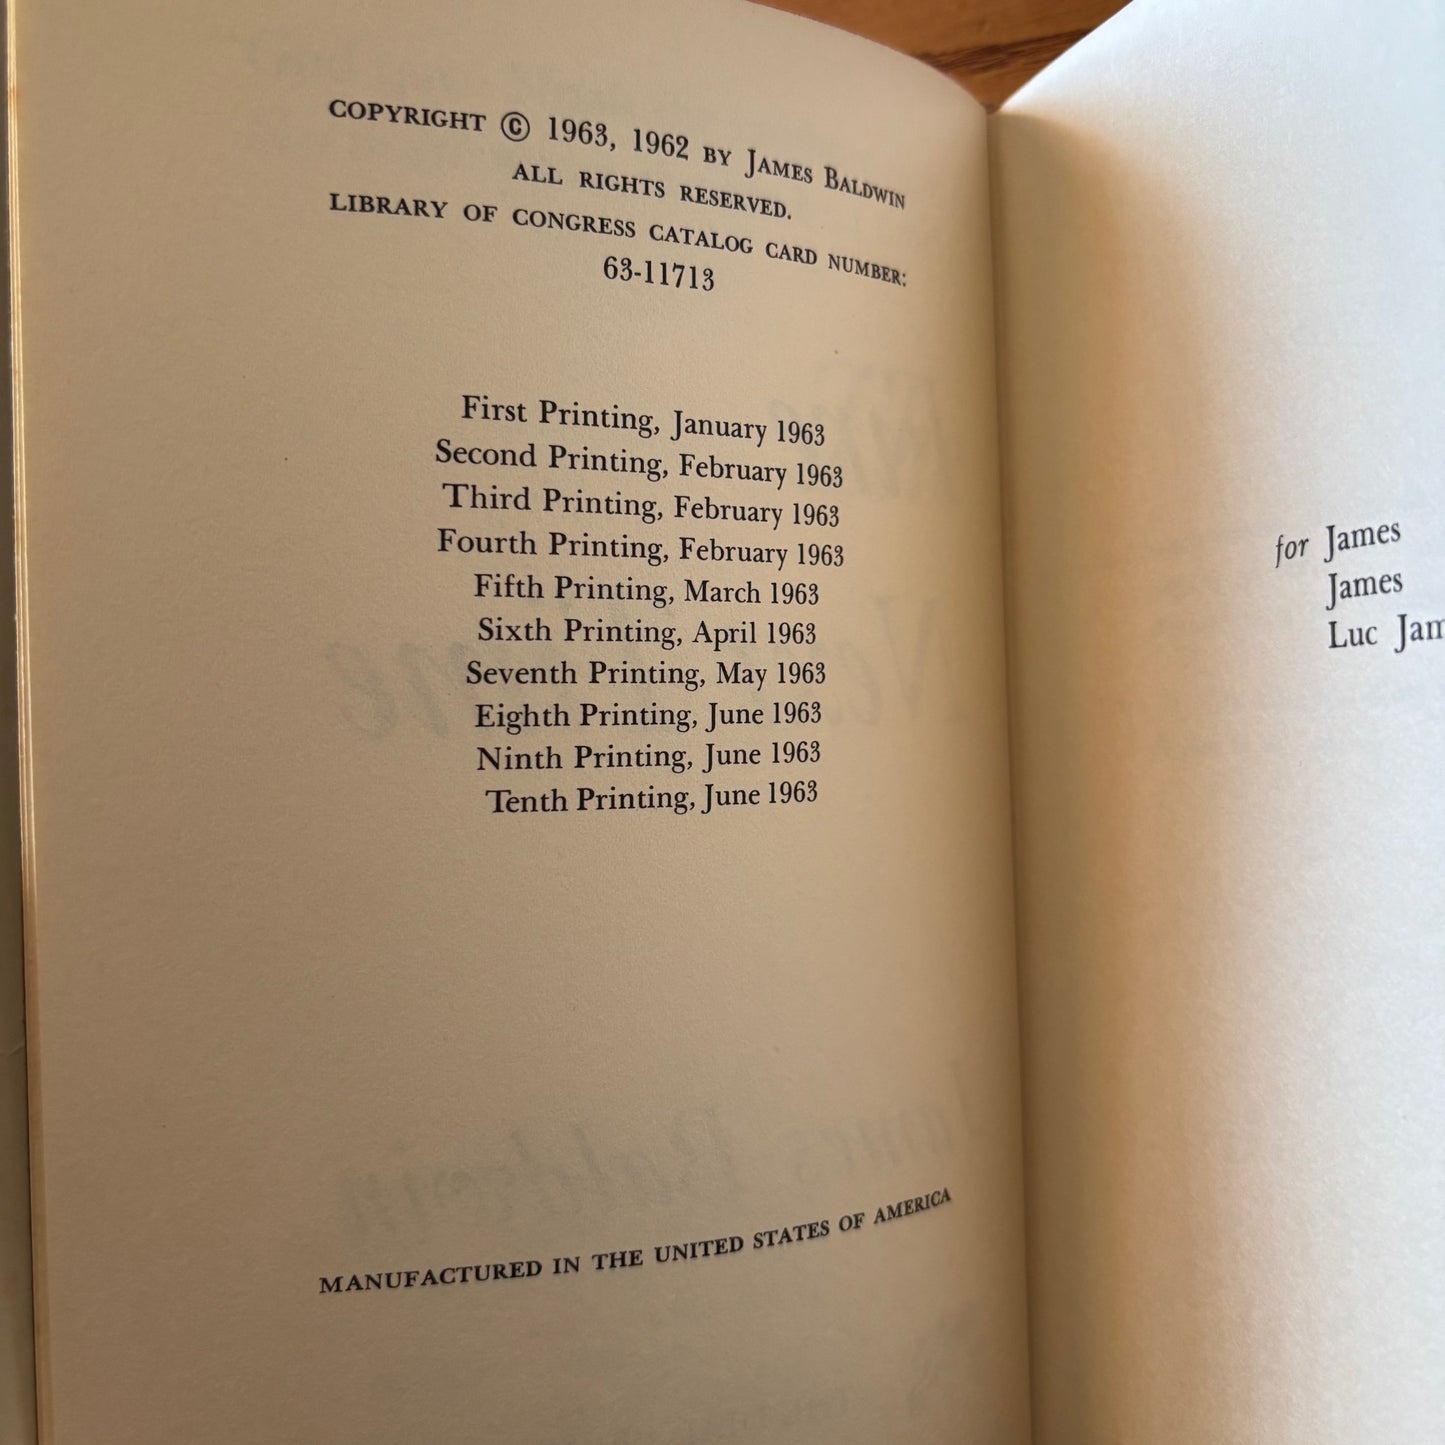 COPYRIGHT © 1963, 1962 BY JAMES BALDWIN
ALL RIGHTS RESERVED.
LIBRARY OF CONGRESS CATALOG CARD NUMBER:
63-11713
First Printing, January 1963
Second Printing, February 1963
Third Printing, February 1963
Fourth Printing, February 1963
Fifth Printing, March 1963
Sixth Printing, April 1963
Seventh Printing, May 1963
Eighth Printing, June 1963
Ninth Printing, June 1963
Tenth Printing, June 1963
MANUFACTURED IN THE UNITED STATES OF AMERICA
for James
James
Luc Jam